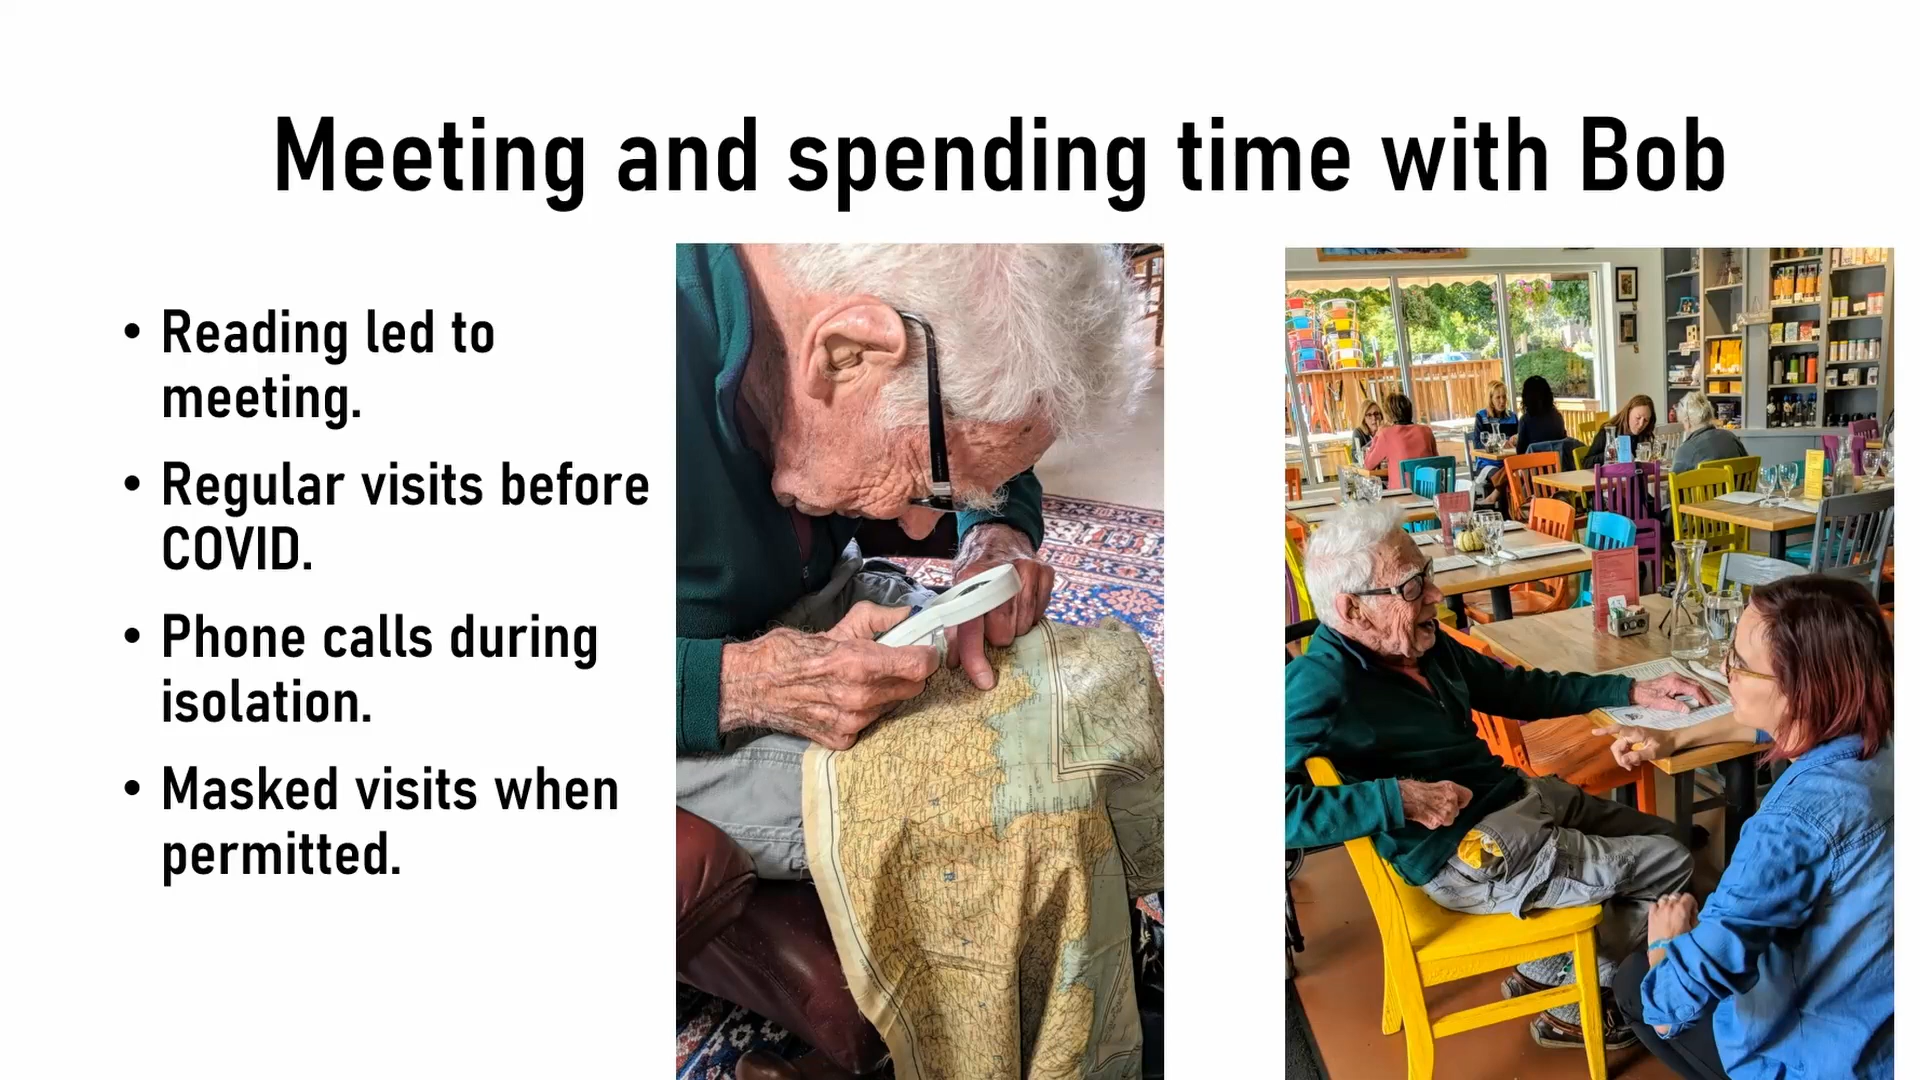 Meeting and spending time with Bob
• Reading led to
meeting.
• Regular visits before
COVID.
• Phone calls during
isolation.
• Masked visits when
permitted.